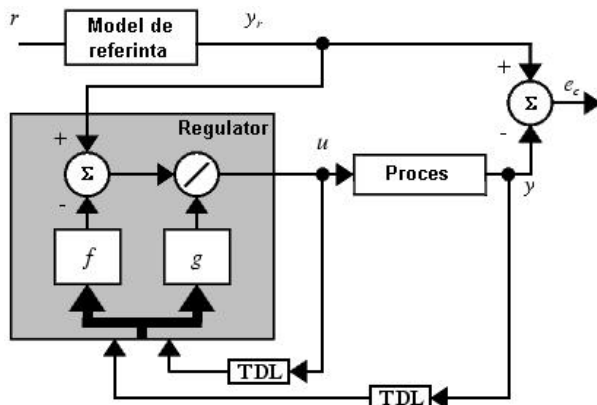 r
Model de
referinta
yr
+
Σ
ec
-
Regulator
+
Σ
-
u
Proces
y
f
g
TDL
TDL